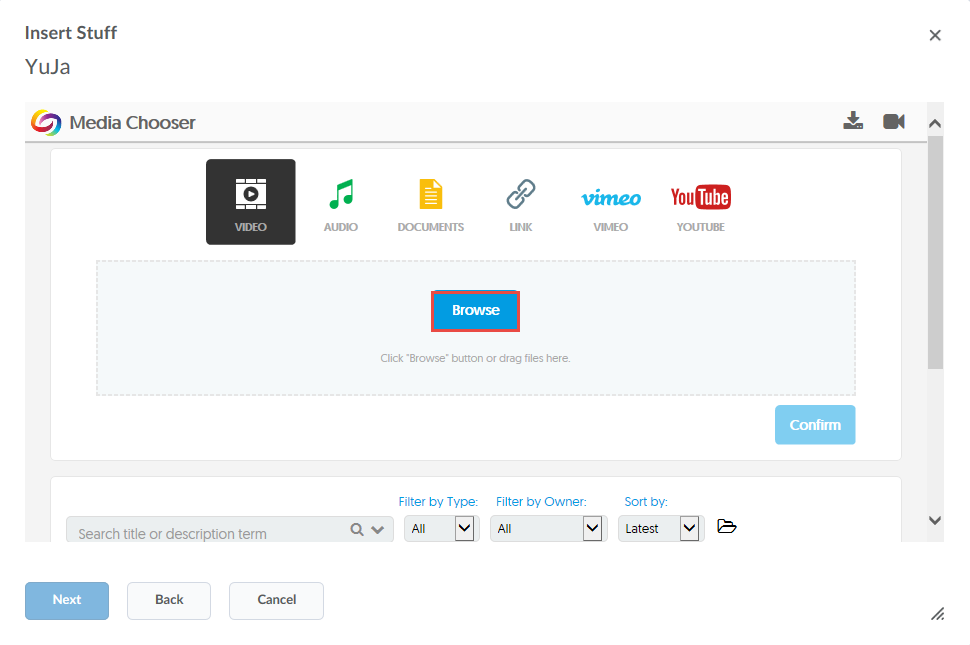 Insert Stuff
YuJa
Media Chooser
VIDEO
AUDIO
DOCUMENTS
LINK
vimeo
VIMEO
YouTube
YOUTUBE
Browse
Click "Browse" button or drag files here.
Confirm
Filter by Type: Filter by Owner: Sort by:
Search title or description term All All Latest
Next Back Cancel